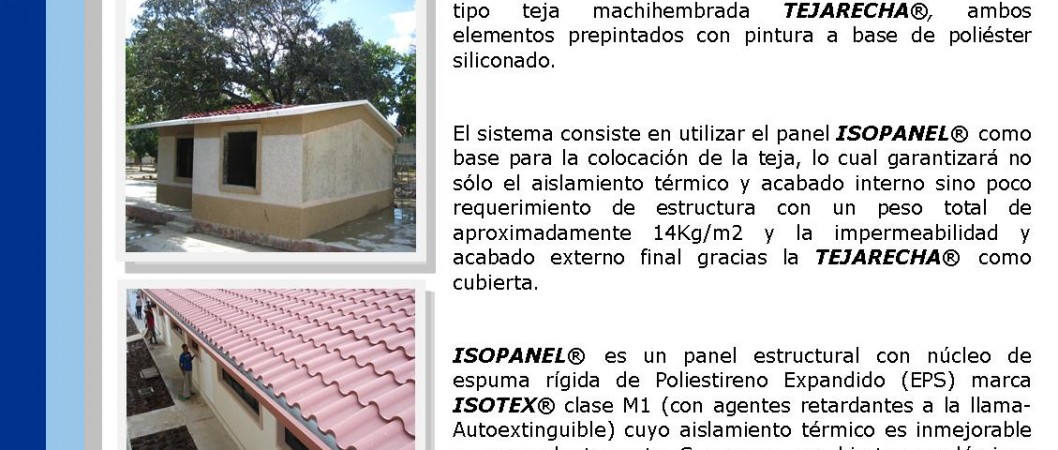 tipo teja machihembrada TEJARECHA®, ambos
elementos prepintados con pintura a base de poliéster
siliconado.
El sistema consiste en utilizar el panel ISOPANEL® como
base para la colocación de la teja, lo cual garantizará no
sólo el aislamiento térmico y acabado interno sino poco
requerimiento de estructura con un peso total de
aproximadamente 14Kg/m2 y la impermeabilidad y
acabado externo final gracias la TEJARECHA® como
cubierta.
ISOPANEL® es un panel estructural con núcleo de
espuma rígida de Poliestireno Expandido (EPS) marca
ISOTEX® clase M1 (con agentes retardantes a la llama-
Autoextinguible) cuyo aislamiento térmico es inmejorable